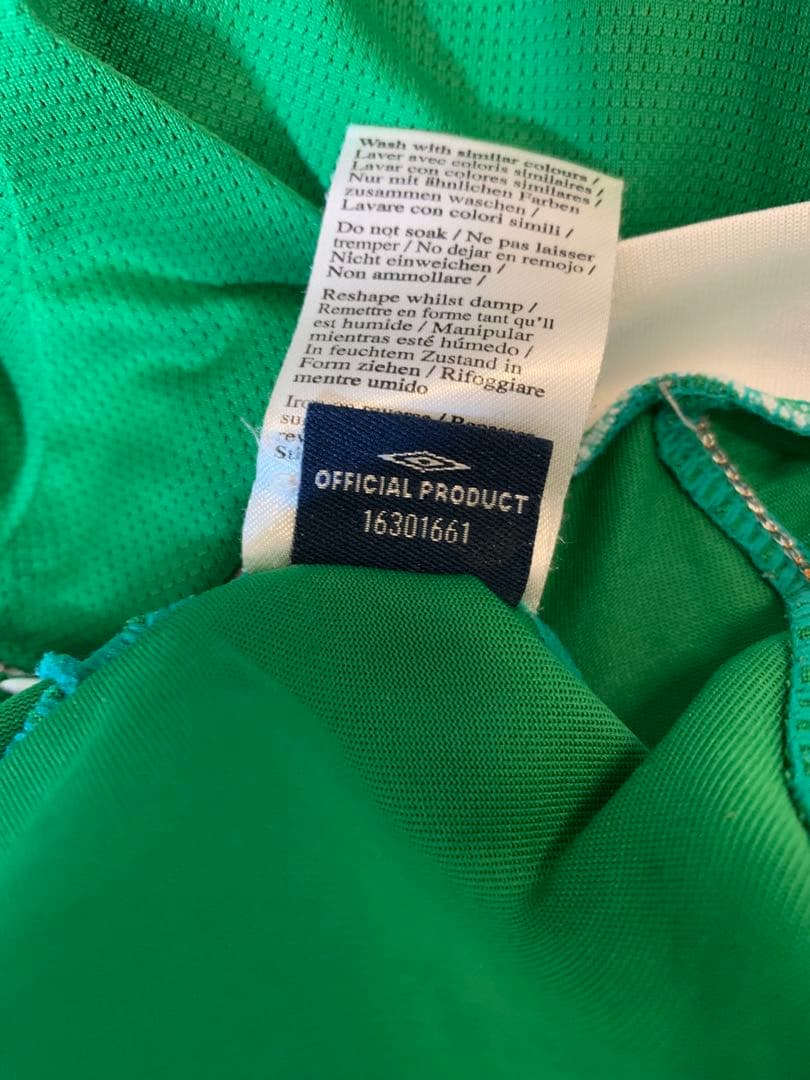 Wash with similar colours /
Laver avec coloris similaires /
Lavar con colores similares /
Nur mit ähnlichen Farben
zusammen waschen /
Lavare con colori simili /
Do not soak / Ne pas laisser
tremper / No dejar en remojo /
Nicht einweichen /
Non ammollare /
Reshape whilst damp /
Remettre en forme tant qu'll
est humide / Manipular
mientras esté húmedo /
In feuchtem Zustand in
Form ziehen / Rifoggiare
mentre umido
OFFICIAL PRODUCT
16301661